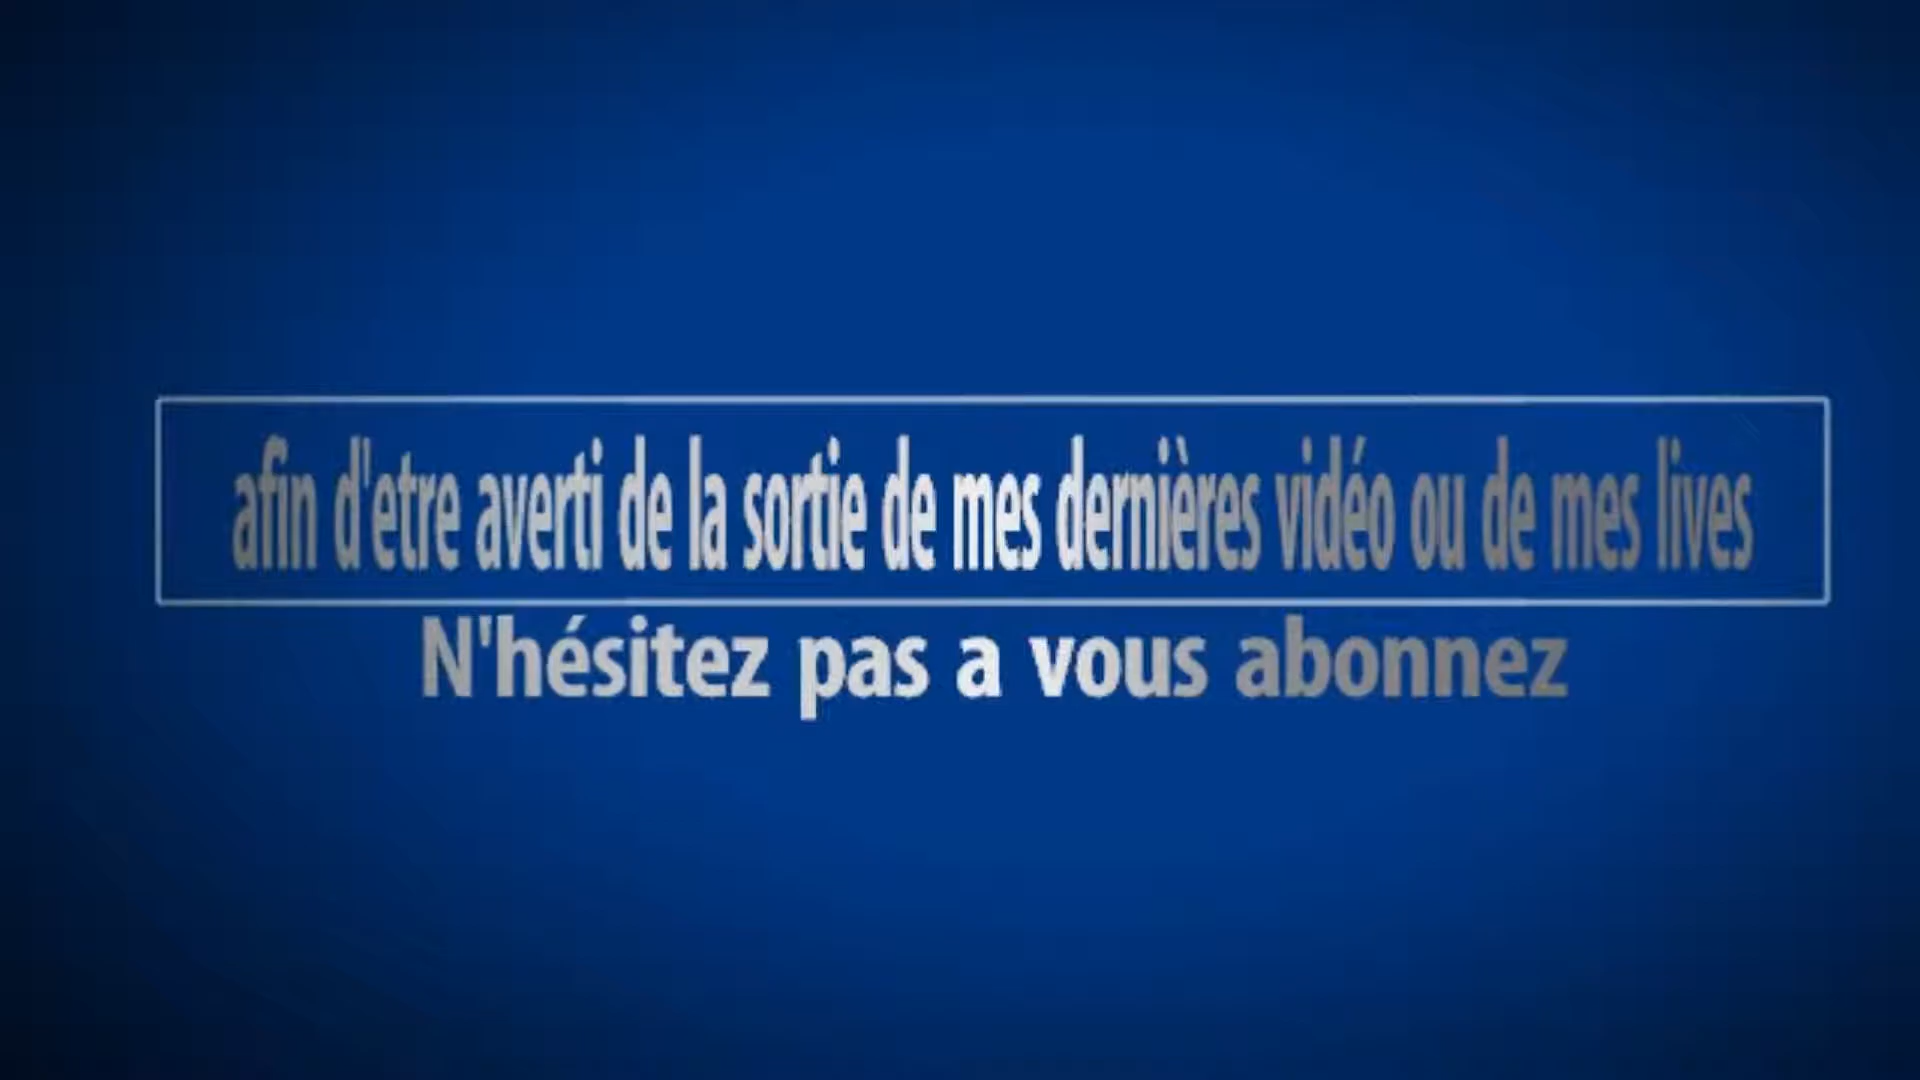 afin d'etre averti de la sortie de mes dernières vidéo ou de mes lives
N'hésitez pas a vous abonnez